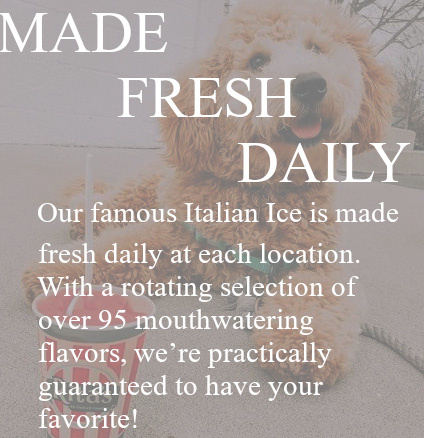 MADE
FRESH
DAILY
Our famous Italian Ice is made
fresh daily at each location.
With a rotating selection of
over 95 mouthwatering
flavors, we’re practically
guaranteed to have your
favorite!